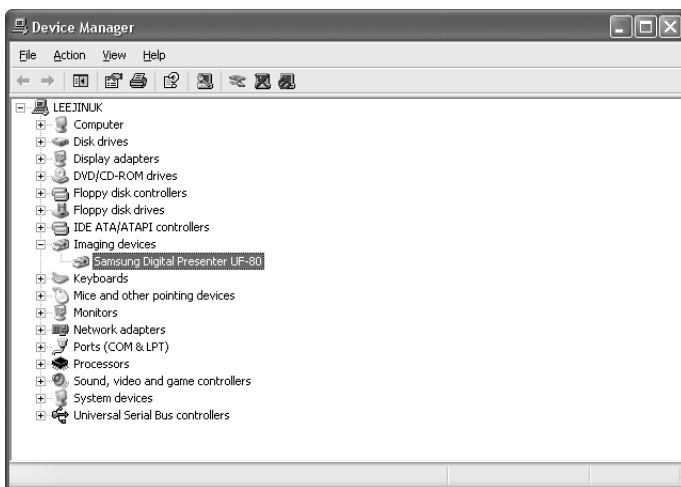 Device Manager
File Action View Help
LEEJINUK
Computer
Disk drives
Display adapters
DVD/CD-ROM drives
Floppy disk controllers
Floppy disk drives
IDE ATA/ATAPI controllers
Imaging devices
Samsung Digital Presenter UF-80
Keyboards
Mice and other pointing devices
Monitors
Network adapters
Ports (COM & LPT)
Processors
Sound, video and game controllers
System devices
Universal Serial Bus controllers